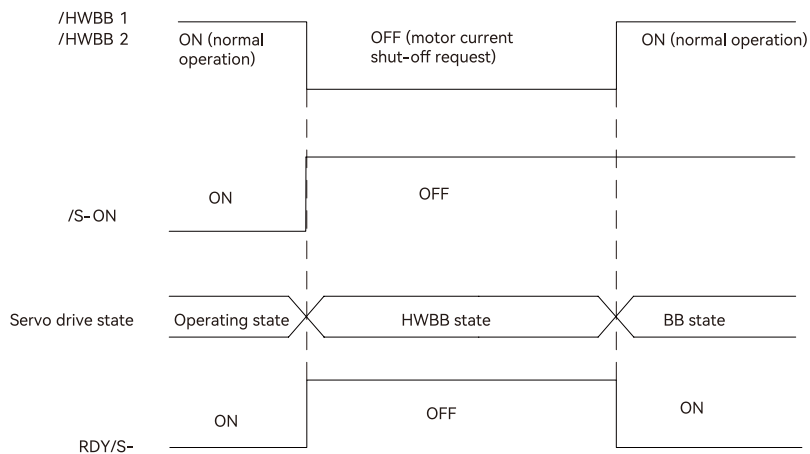 /HWBB 1
/HWBB 2
ON (normal
operation)
OFF (motor current
shut-off request)
ON (normal operation)
/S-ON
ON
OFF
Servo drive state
Operating state
HWBB state
BB state
RDY/S-
ON
OFF
ON